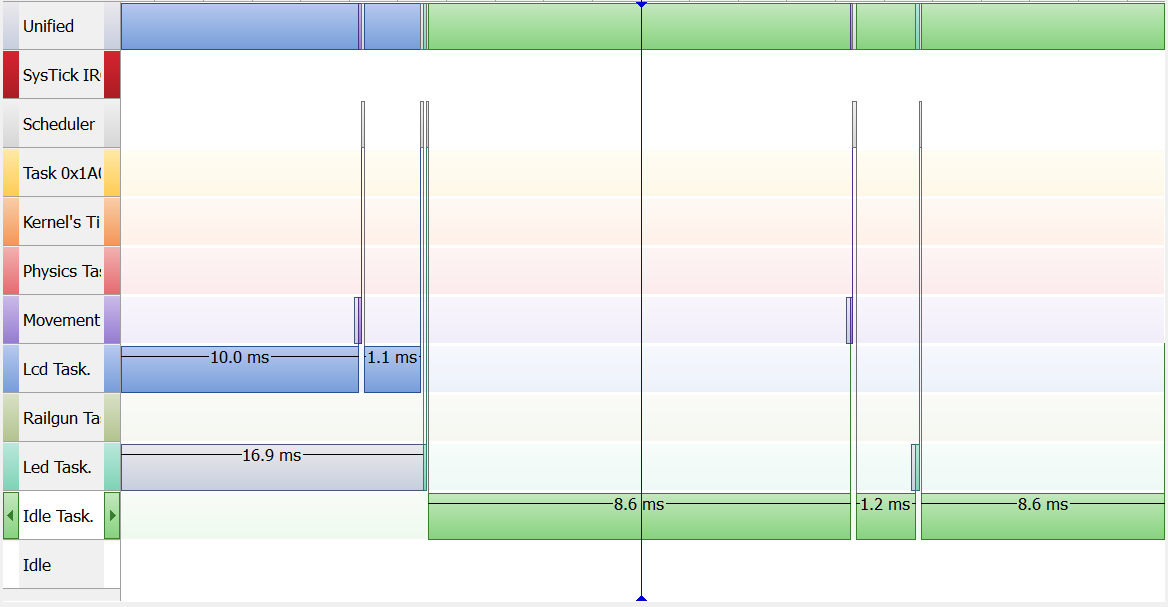 Unified
SysTick IR
Scheduler
Task 0x1A
Kernel's Ti
Physics Ta
Movement
Lcd Task.
10.0 ms
1.1 ms
Railgun Ta
Led Task.
16.9 ms
Idle Task.
8.6 ms
1.2 ms
8.6 ms
Idle